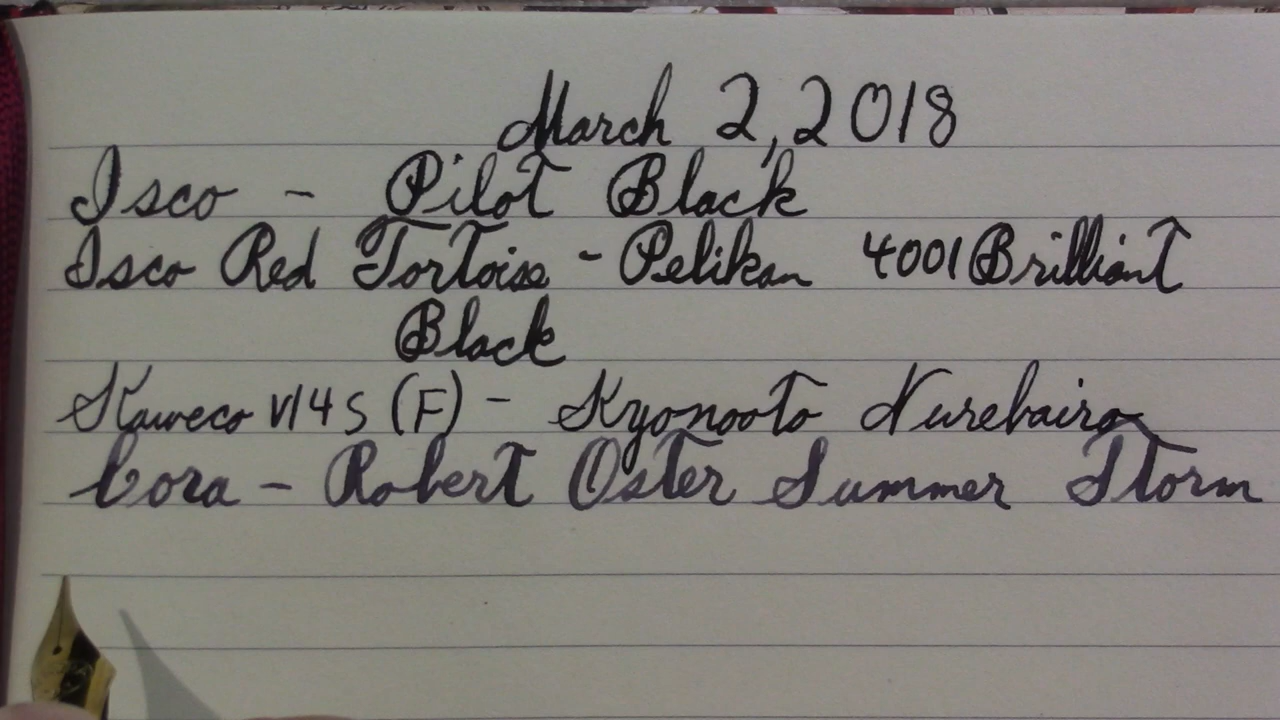 March 2, 2018
Isco - Pilot Black
Isco Red Tortoise - Pelikan 4001 Brilliant
Black
Kaweco V14 S (F) - Kyonooto Nurebairo
Cora - Robert Oster Summer Storm